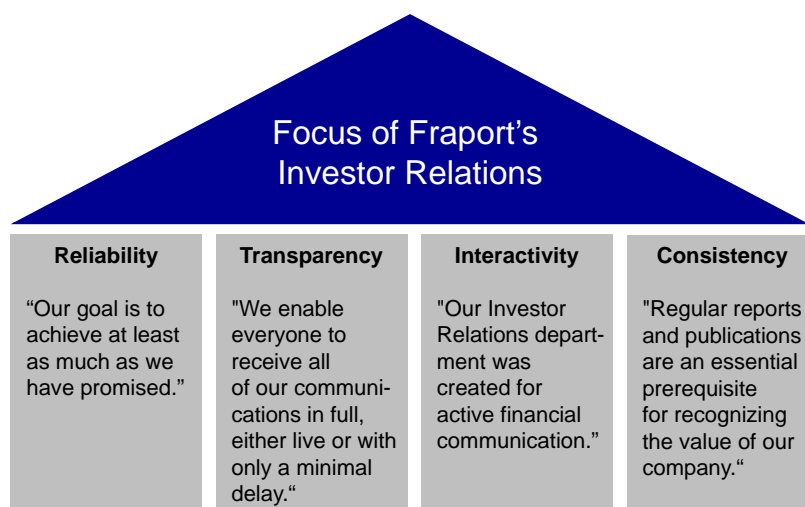 Focus of Fraport’s
Investor Relations
Reliability
“Our goal is to
achieve at least
as much as we
have promised.”
Transparency
"We enable
everyone to
receive all
of our communi-
cations in full,
either live or with
only a minimal
delay.“
Interactivity
"Our Investor
Relations depart-
ment was
created for
active financial
communication.”
Consistency
"Regular reports
and publications
are an essential
prerequisite
for recognizing
the value of our
company.“